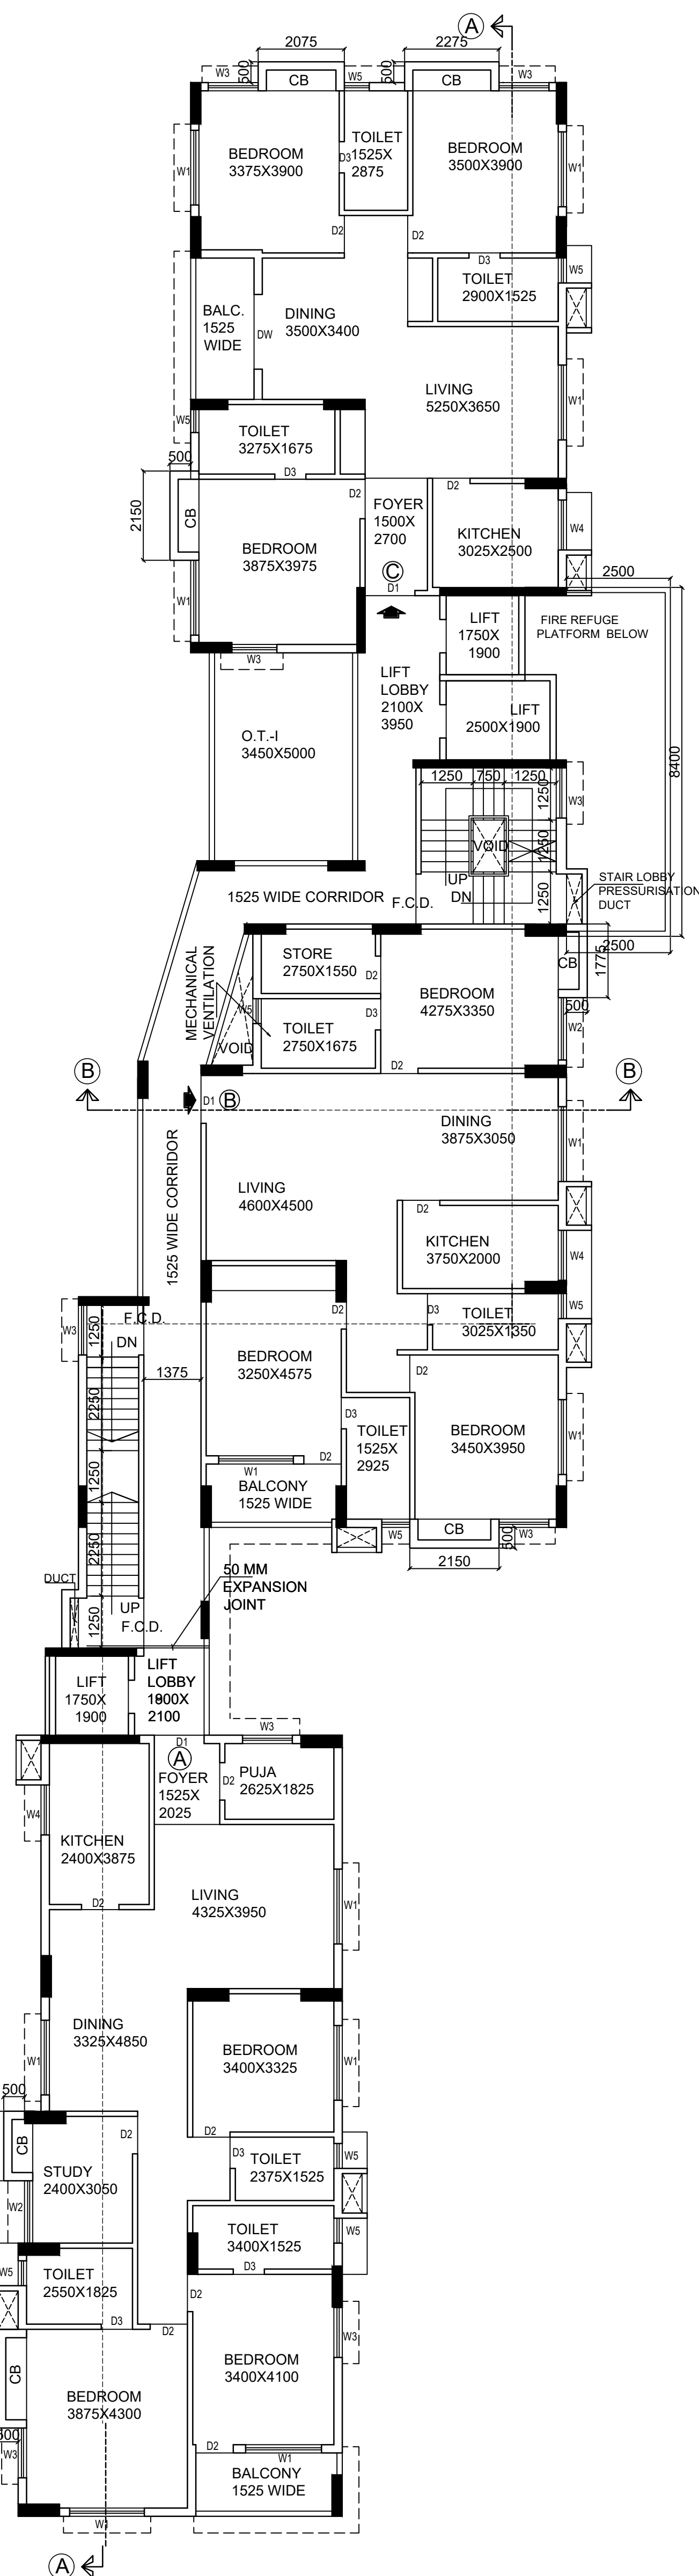 A
2075
2275
500
500
W3
CB
W5
CB
W3
BEDROOM
3375X3900
TOILET
1525X
2875
D3
BEDROOM
3500X3900
W1
W1
D2
D2
D3
TOILET
2900X1525
W5
BALC.
1525
WIDE
DW
DINING
3500X3400
LIVING
5250X3650
W1
W5
TOILET
3275X1675
D3
500
2150
CB
D2
FOYER
1500X
2700
D2
KITCHEN
3025X2500
W4
BEDROOM
3875X3975
C
D1
W1
2500
LIFT
1750X
1900
FIRE REFUGE
PLATFORM BELOW
W3
LIFT
LOBBY
2100X
3950
LIFT
2500X1900
O.T.-I
3450X5000
8400
1250
750
1250
1250
W3
VOID
1250
UP
DN
F.C.D.
1250
STAIR LOBBY
PRESSURISATION
DUCT
1525 WIDE CORRIDOR
2500
1775
CB
500
MECHANICAL
VENTILATION
STORE
2750X1550
D2
BEDROOM
4275X3350
W5
TOILET
2750X1675
D3
W2
VOID
D2
B
B
D1
B
DINING
3875X3050
W1
1525 WIDE CORRIDOR
LIVING
4600X4500
D2
KITCHEN
3750X2000
W4
W5
F.C.D.
DN
W3
1250
D2
D3
TOILET
3025X1350
BEDROOM
3250X4575
1375
D2
2250
D3
TOILET
1525X
2925
BEDROOM
3450X3950
W1
1250
W1
D2
BALCONY
1525 WIDE
W5
CB
W3
500
2150
2250
DUCT
50 MM
EXPANSION
JOINT
1250
UP
F.C.D.
LIFT
1750X
1900
LIFT
LOBBY
2100
W3
D1
A
FOYER
1525X
2025
D2
PUJA
2625X1825
W4
KITCHEN
2400X3875
D2
LIVING
4325X3950
W1
DINING
3325X4850
W1
BEDROOM
3400X3325
W1
500
CB
D2
D2
STUDY
2400X3050
D3
TOILET
2375X1525
W5
W2
TOILET
3400X1525
W5
W5
TOILET
2550X1825
D3
D3
D2
D2
CB
BEDROOM
3400X4100
W3
BEDROOM
3875X4300
500
W3
D2
W1
BALCONY
1525 WIDE
W1
A